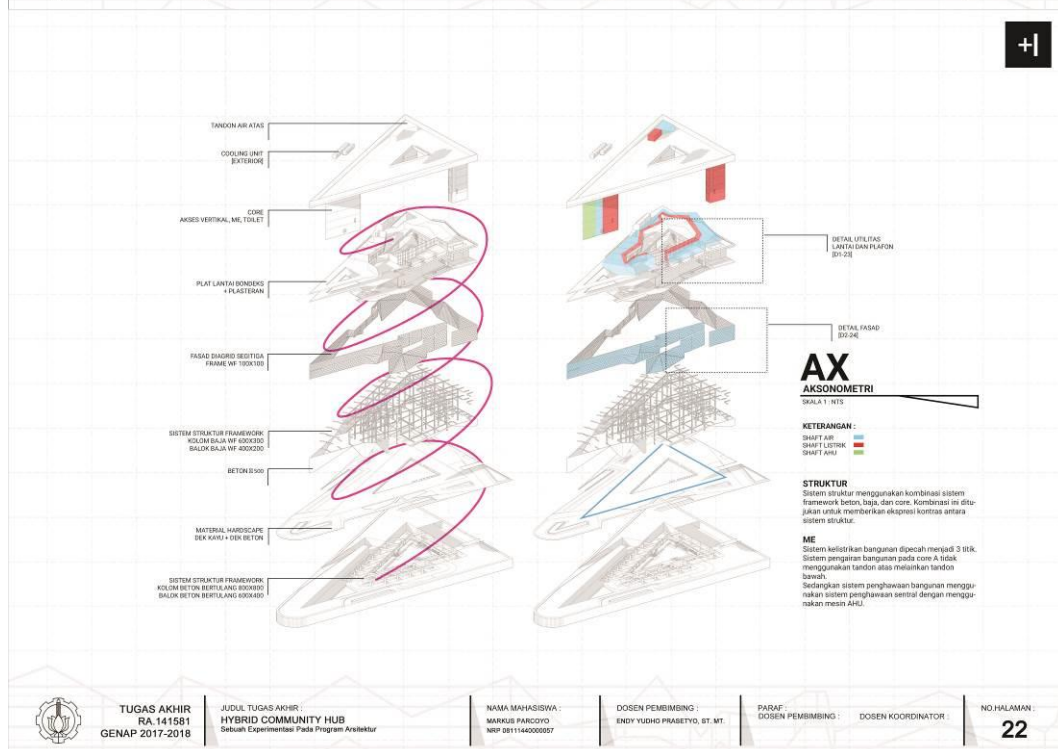 +|
TANDON AIR ATAS
COOLING UNIT
[EXTERIOR]
CORE
AKSES VERTIKAL, ME, TOILET
PLAT LANTAI BONDEKS
+ PLASTERAN
FASAD DIAGRID SEGITIGA
FRAME WF 100X100
SISTEM STRUKTUR FRAMEWORK
KOLOM BAJA WF 600X300
BALOK BAJA WF 400X200
MATERIAL HARDSCAPE
DEK KAYU + DEK BETON
SISTEM STRUKTUR FRAMEWORK
KOLOM BETON BERTULANG 800X800
BALOK BETON BERTULANG 600X400
DETAIL UTILITAS
LANTAI DAN PLAFON
[D1-23]
DETAIL FASAD
[D2-24]
AX
AKSONOMETRI
SKALA 1 : NTS
KETERANGAN :
SHAFT AIR
SHAFT LISTRIK
SHAFT AHU
STRUKTUR
Sistem struktur menggunakan kombinasi sistem
framework beton, baja, dan core. Kombinasi ini ditu-
jukan untuk memberikan ekspresi kontras antara
sistem struktur.
ME
Sistem kelistrikan bangunan dipecah menjadi 3 titik.
Sistem pengairan bangunan pada core A tidak
menggunakan tandon atas melainkan tandon
bawah.
Sedangkan sistem penghawaan bangunan menggu-
nakan sistem penghawaan sentral dengan menggu-
nakan mesin AHU.
TUGAS AKHIR
RA.141581
GENAP 2017-2018
JUDUL TUGAS AKHIR :
HYBRID COMMUNITY HUB
Sebuah Experimentasi Pada Program Arsitektur
NAMA MAHASISWA :
MARKUS PARCOYO
NRP 08111440000057
DOSEN PEMBIMBING :
ENDY YUDHO PRASETYO, ST. MT.
PARAF :
DOSEN PEMBIMBING :
DOSEN KOORDINATOR :
NO.HALAMAN :
22